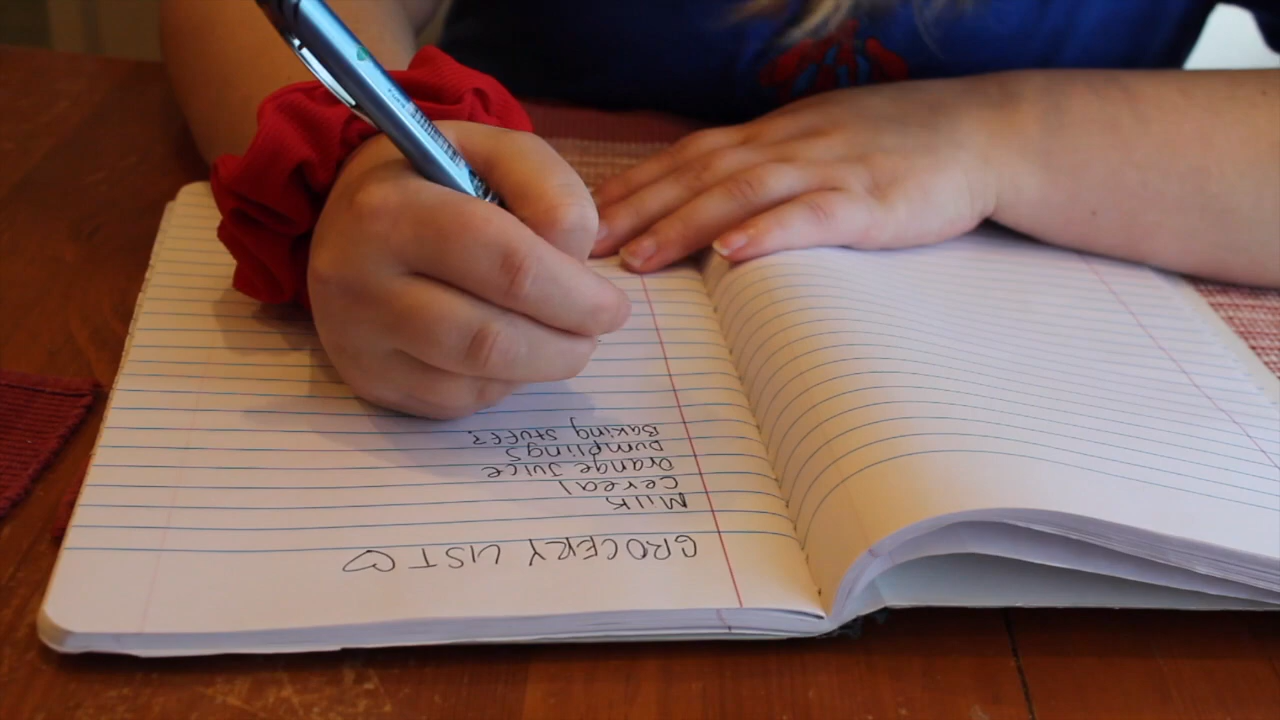 GROCERY LIST♡
Milk
Cereal
Orange Juice
Dumplings
Baking Stuff?